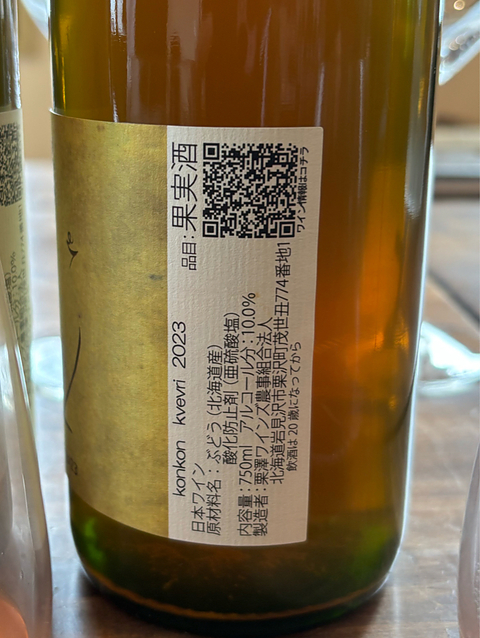 品目：果実酒
ワイン情報はコチラ
konkon kvevri 2023
日本ワイン
原材料名：ぶどう（北海道産）
酸化防止剤（亜硫酸塩）
内容量：750ml アルコール分：10.0%
製造者：栗澤ワインズ農事組合法人
北海道岩見沢市栗沢町茂世丑774番地1
飲酒は20歳になってから